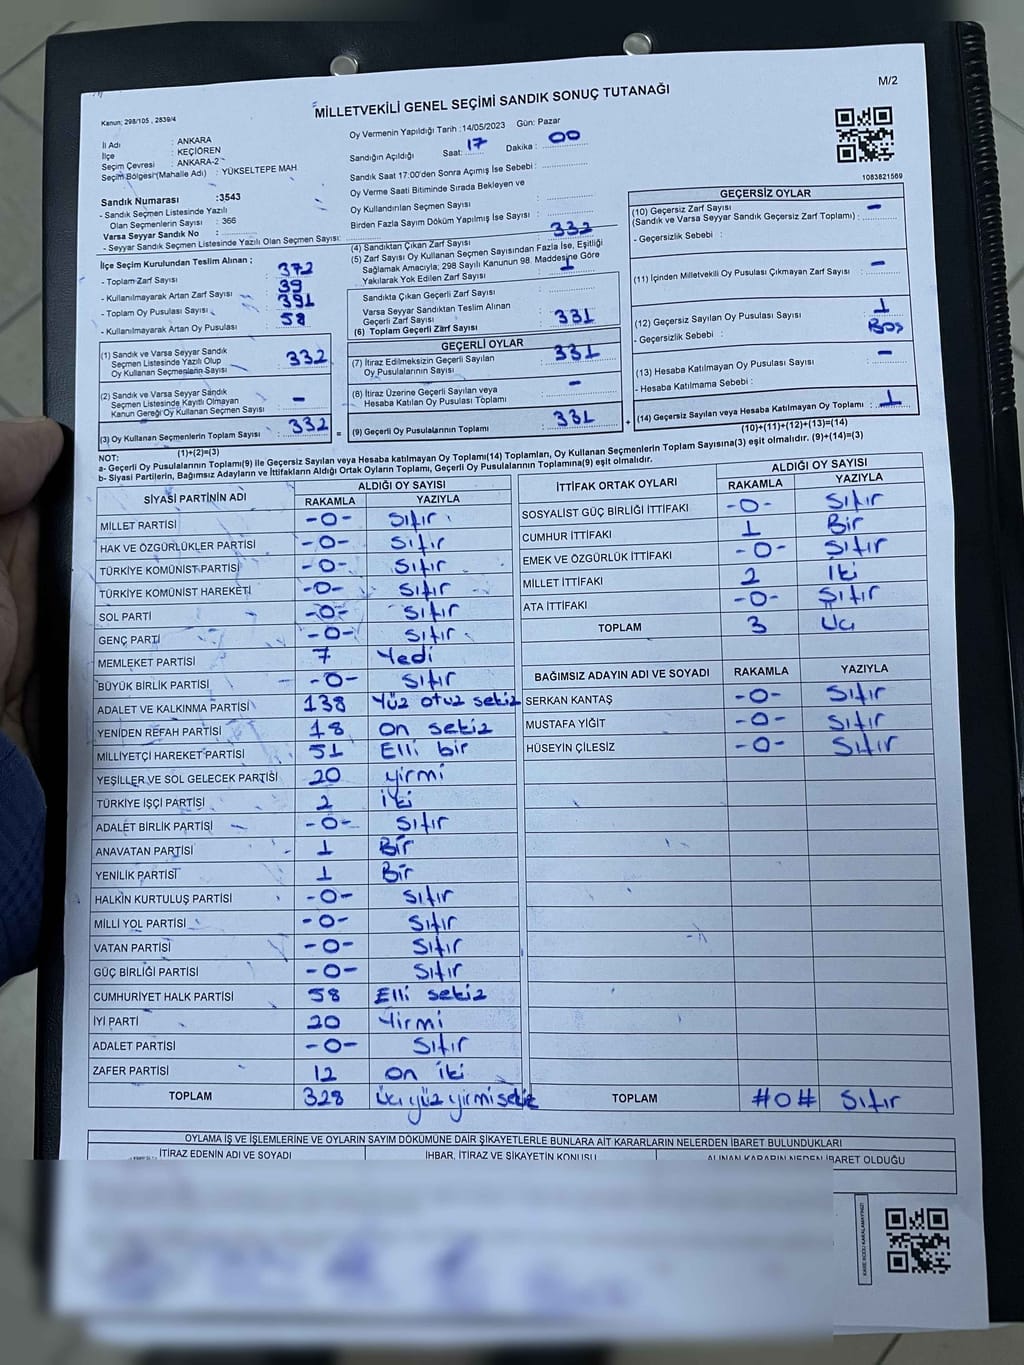 M/2
MİLLETVEKİLİ GENEL SEÇİMİ SANDIK SONUÇ TUTANAĞI
Kanun; 298/105 , 2839/4
İl Adı : ANKARA
İlçe : KEÇİÖREN
Seçim Çevresi : ANKARA-2
Seçim Bölgesi(Mahalle Adı) : YÜKSELTEPE MAH
Sandık Numarası :3543
- Sandık Seçmen Listesinde Yazılı
Olan Seçmenlerin Sayısı : 366
Varsa Seyyar Sandık No :
- Seyyar Sandık Seçmen Listesinde Yazılı Olan Seçmen Sayısı:
İlçe Seçim Kurulundan Teslim Alınan ;
- Toplam Zarf Sayısı : 372
- Kullanılmayarak Artan Zarf Sayısı : 39
- Toplam Oy Pusulası Sayısı : 391
- Kullanılmayarak Artan Oy Pusulası : 58
(1) Sandık ve Varsa Seyyar Sandık
Seçmen Listesinde Yazılı Olup
Oy Kullanan Seçmenlerin Sayısı : 332
(2) Sandık ve Varsa Seyyar Sandık
Seçmen Listesinde Kayıtlı Olmayan
Kanun Gereği Oy Kullanan Seçmen Sayısı : -
(3) Oy Kullanan Seçmenlerin Toplam Sayısı : 332
(1)+(2)=(3)
Oy Vermenin Yapıldığı Tarih :14/05/2023 Gün: Pazar
Sandığın Açıldığı Saat: 17 Dakika : 00
Sandık Saat 17:00'den Sonra Açılmış İse Sebebi :
Oy Verme Saati Bitiminde Sırada Bekleyen ve
Oy Kullandırılan Seçmen Sayısı :
Birden Fazla Sayım Döküm Yapılmış İse Sayısı :
(4) Sandıktan Çıkan Zarf Sayısı : 332
(5) Zarf Sayısı Oy Kullanan Seçmen Sayısından Fazla İse, Eşitliği
Sağlamak Amacıyla; 298 Sayılı Kanunun 98. Maddesine Göre
Yakılarak Yok Edilen Zarf Sayısı : 1
Sandıkta Çıkan Geçerli Zarf Sayısı :
Varsa Seyyar Sandıktan Teslim Alınan
Geçerli Zarf Sayısı :
(6) Toplam Geçerli Zarf Sayısı : 331
GEÇERLİ OYLAR
(7) İtiraz Edilmeksizin Geçerli Sayılan
Oy Pusulalarının Sayısı : 331
(8) İtiraz Üzerine Geçerli Sayılan veya
Hesaba Katılan Oy Pusulası Toplamı : -
= (9) Geçerli Oy Pusulalarının Toplamı : 331 +
1083821569
GEÇERSİZ OYLAR
(10) Geçersiz Zarf Sayısı
(Sandık ve Varsa Seyyar Sandık Geçersiz Zarf Toplamı) : -
- Geçersizlik Sebebi :
(11) İçinden Milletvekili Oy Pusulası Çıkmayan Zarf Sayısı : -
(12) Geçersiz Sayılan Oy Pusulası Sayısı : 1
- Geçersizlik Sebebi : Boş
(13) Hesaba Katılmayan Oy Pusulası Sayısı : -
- Hesaba Katılmama Sebebi :
(14) Geçersiz Sayılan veya Hesaba Katılmayan Oy Toplamı : 1
(10)+(11)+(12)+(13)=(14)
NOT:
a- Geçerli Oy Pusulalarının Toplamı(9) ile Geçersiz Sayılan veya Hesaba katılmayan Oy Toplamı(14) Toplamları, Oy Kullanan Seçmenlerin Toplam Sayısına(3) eşit olmalıdır. (9)+(14)=(3)
b- Siyasi Partilerin, Bağımsız Adayların ve İttifakların Aldığı Ortak Oyların Toplamı, Geçerli Oy Pusulalarının Toplamına(9) eşit olmalıdır.
SİYASİ PARTİNİN ADI ALDIĞI OY SAYISI
RAKAMLA YAZIYLA
MİLLET PARTİSİ -0- Sıfır
HAK VE ÖZGÜRLÜKLER PARTİSİ -0- Sıfır
TÜRKİYE KOMÜNİST PARTİSİ -0- Sıfır
TÜRKİYE KOMÜNİST HAREKETİ -0- Sıfır
SOL PARTİ -0- Sıfır
GENÇ PARTİ -0- Sıfır
MEMLEKET PARTİSİ 7 Yedi
BÜYÜK BİRLİK PARTİSİ -0- Sıfır
ADALET VE KALKINMA PARTİSİ 138 Yüz otuz sekiz
YENİDEN REFAH PARTİSİ 18 On sekiz
MİLLİYETÇİ HAREKET PARTİSİ 51 Elli bir
YEŞİLLER VE SOL GELECEK PARTİSİ 20 yirmi
TÜRKİYE İŞÇİ PARTİSİ 2 iki
ADALET BİRLİK PARTİSİ -0- Sıfır
ANAVATAN PARTİSİ 1 Bir
YENİLİK PARTİSİ 1 Bir
HALKIN KURTULUŞ PARTİSİ -0- Sıfır
MİLLİ YOL PARTİSİ -0- Sıfır
VATAN PARTİSİ -0- Sıfır
GÜÇ BİRLİĞİ PARTİSİ -0- Sıfır
CUMHURİYET HALK PARTİSİ 58 Elli sekiz
İYİ PARTİ 20 Yirmi
ADALET PARTİSİ -0- Sıfır
ZAFER PARTİSİ 12 on iki
TOPLAM 328 Üçyüz yirmi sekiz
İTTİFAK ORTAK OYLARI ALDIĞI OY SAYISI
RAKAMLA YAZIYLA
SOSYALİST GÜÇ BİRLİĞİ İTTİFAKI -0- Sıfır
CUMHUR İTTİFAKI 1 Bir
EMEK VE ÖZGÜRLÜK İTTİFAKI -0- Sıfır
MİLLET İTTİFAKI 2 İki
ATA İTTİFAKI -0- Sıfır
TOPLAM 3 Üç
BAĞIMSIZ ADAYIN ADI VE SOYADI RAKAMLA YAZIYLA
SERKAN KANTAŞ -0- Sıfır
MUSTAFA YİĞİT -0- Sıfır
HÜSEYİN ÇİLESİZ -0- Sıfır
TOPLAM #0# Sıfır
OYLAMA İŞ VE İŞLEMLERİNE VE OYLARIN SAYIM DÖKÜMÜNE DAİR ŞİKAYETLERLE BUNLARA AİT KARARLARIN NELERDEN İBARET BULUNDUKLARI
İTİRAZ EDENİN ADI VE SOYADI İHBAR, İTİRAZ VE ŞİKAYETİN KONUSU ALINAN KARARIN NEDEN İBARET OLDUĞU
KARE KODU KARALAMAYINIZ!